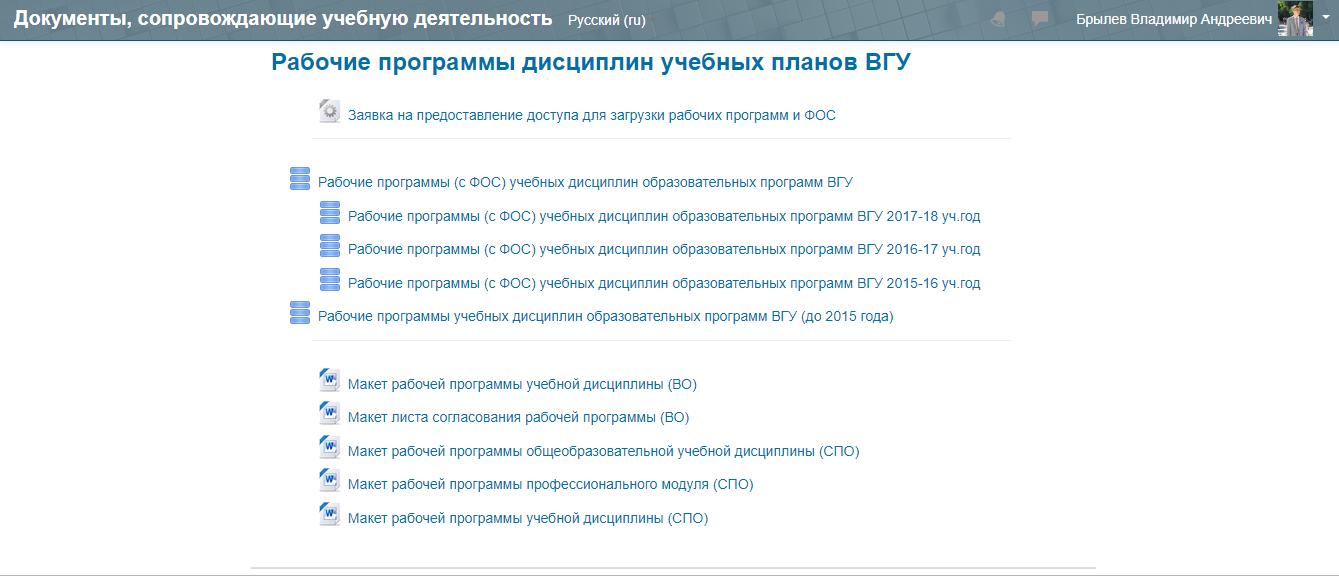 Документы, сопровождающие учебную деятельность Русский (ru) Брылев Владимир Андреевич
Рабочие программы дисциплин учебных планов ВГУ
Заявка на предоставление доступа для загрузки рабочих программ и ФОС
Рабочие программы (с ФОС) учебных дисциплин образовательных программ ВГУ
Рабочие программы (с ФОС) учебных дисциплин образовательных программ ВГУ 2017-18 уч.год
Рабочие программы (с ФОС) учебных дисциплин образовательных программ ВГУ 2016-17 уч.год
Рабочие программы (с ФОС) учебных дисциплин образовательных программ ВГУ 2015-16 уч.год
Рабочие программы учебных дисциплин образовательных программ ВГУ (до 2015 года)
Макет рабочей программы учебной дисциплины (ВО)
Макет листа согласования рабочей программы (ВО)
Макет рабочей программы общеобразовательной учебной дисциплины (СПО)
Макет рабочей программы профессионального модуля (СПО)
Макет рабочей программы учебной дисциплины (СПО)